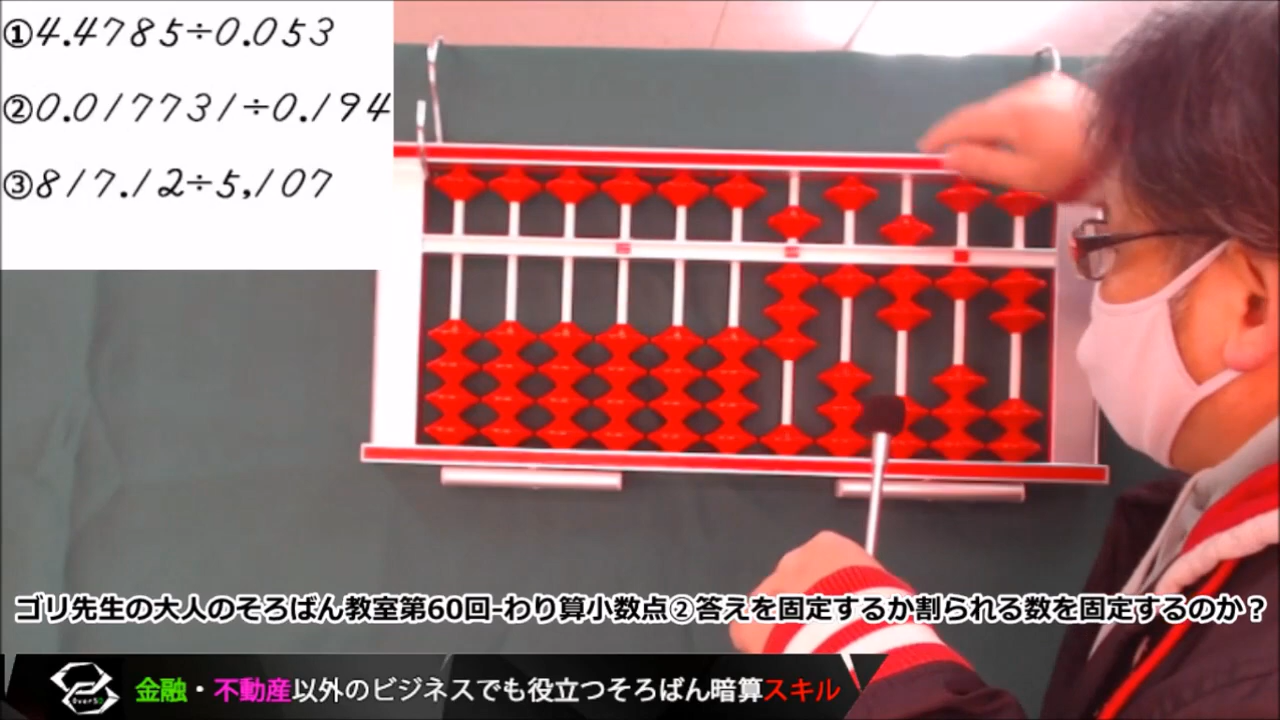 ①4.4785÷0.053
②0.017731÷0.194
③817.12÷5,107
ゴリ先生の大人のそろばん教室第60回-わり算小数点②答えを固定するか割られる数を固定するのか？
金融・不動産以外のビジネスでも役立つそろばん暗算スキル
Over50